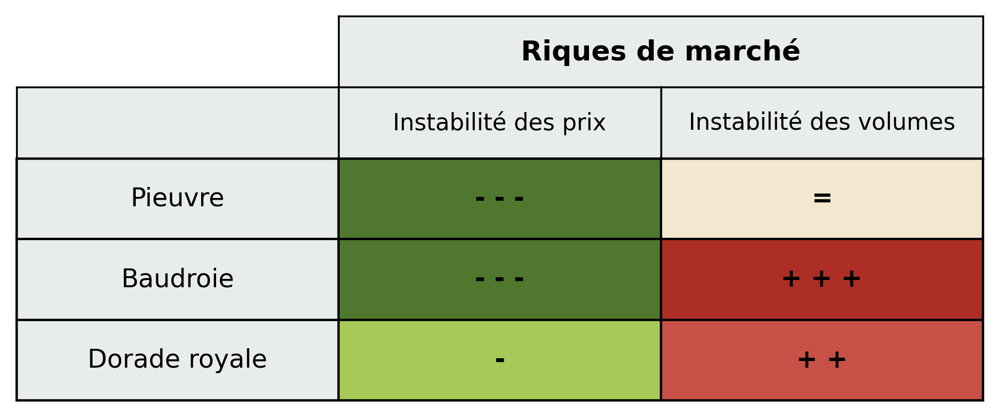 Riques de marché
Instabilité des prix Instabilité des volumes
Pieuvre - - - =
Baudroie - - - + + +
Dorade royale - + +